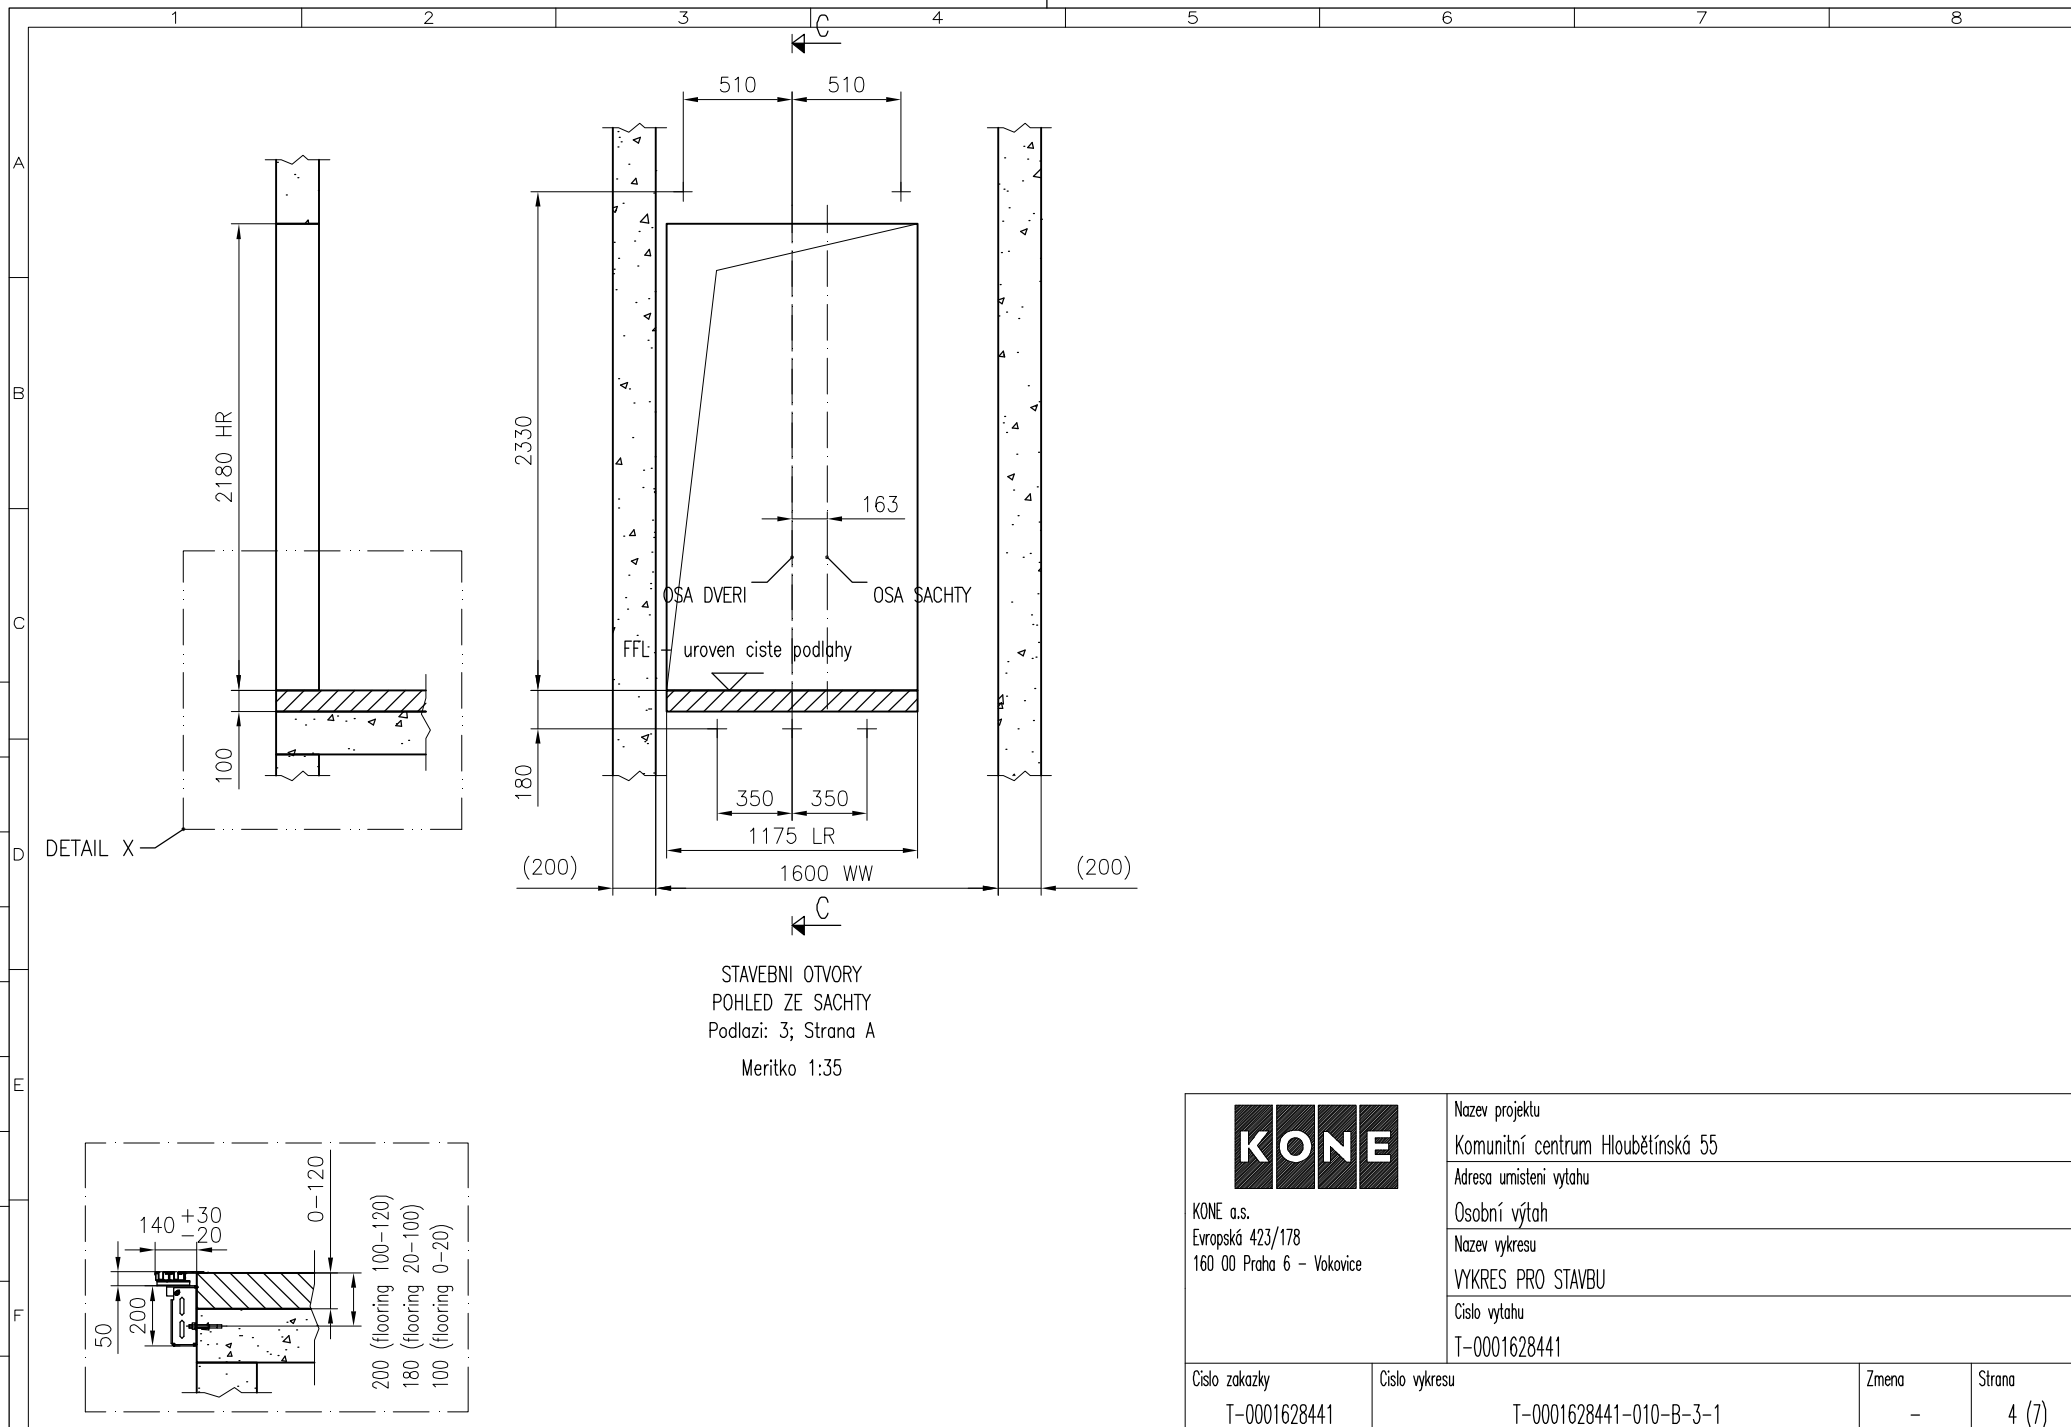 1 2 3 4 5 6 7 8
A
B
C
D
E
F
C
510 510
2180 HR
2330
163
OSA DVERI
OSA SACHTY
FFL - uroven ciste podlahy
100
180
350 350
1175 LR
(200) 1600 WW (200)
DETAIL X
C
STAVEBNI OTVORY
POHLED ZE SACHTY
Podlazi: 3; Strana A
Meritko 1:35
140 +30
-20
0-120
50
200
200 (flooring 100-120)
180 (flooring 20-100)
100 (flooring 0-20)
KONE
KONE a.s.
Evropská 423/178
160 00 Praha 6 - Vokovice
Nazev projektu
Komunitní centrum Hloubětínská 55
Adresa umisteni vytahu
Osobní výtah
Nazev vykresu
VYKRES PRO STAVBU
Cislo vytahu
T-0001628441
Cislo zakazky
T-0001628441
Cislo vykresu
T-0001628441-010-B-3-1
Zmena
-
Strana
4 (7)